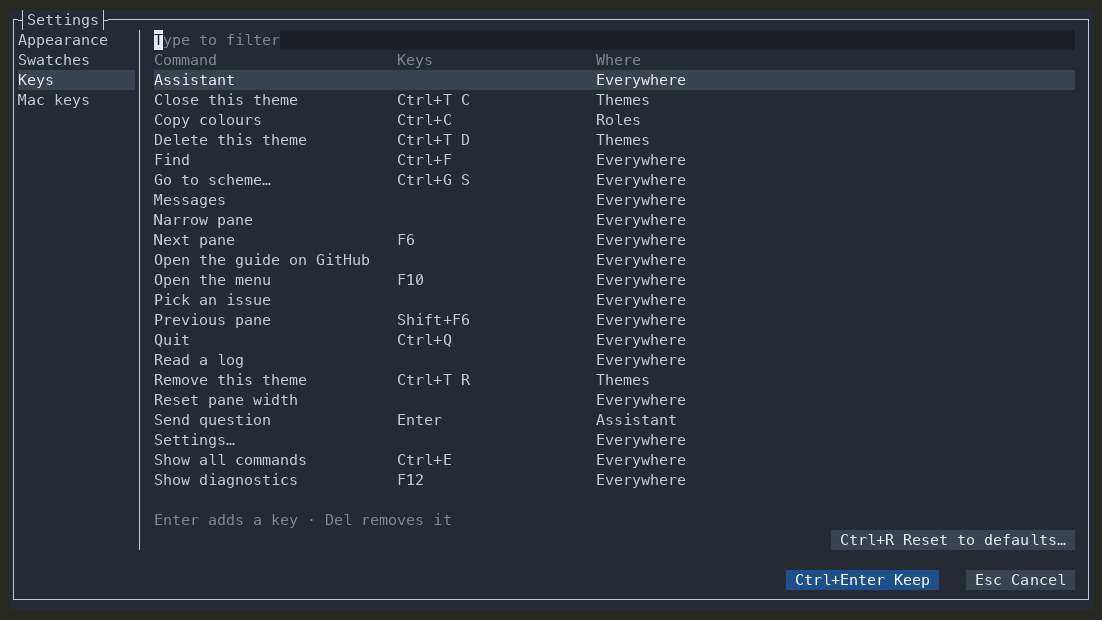 Settings
Appearance
Swatches
Keys
Mac keys
Type to filter
Command Keys Where
Assistant Everywhere
Close this theme Ctrl+T C Themes
Copy colours Ctrl+C Roles
Delete this theme Ctrl+T D Themes
Find Ctrl+F Everywhere
Go to scheme… Ctrl+G S Everywhere
Messages Everywhere
Narrow pane Everywhere
Next pane F6 Everywhere
Open the guide on GitHub Everywhere
Open the menu F10 Everywhere
Pick an issue Everywhere
Previous pane Shift+F6 Everywhere
Quit Ctrl+Q Everywhere
Read a log Everywhere
Remove this theme Ctrl+T R Themes
Reset pane width Everywhere
Send question Enter Assistant
Settings… Everywhere
Show all commands Ctrl+E Everywhere
Show diagnostics F12 Everywhere
Enter adds a key · Del removes it
Ctrl+R Reset to defaults…
Ctrl+Enter Keep Esc Cancel